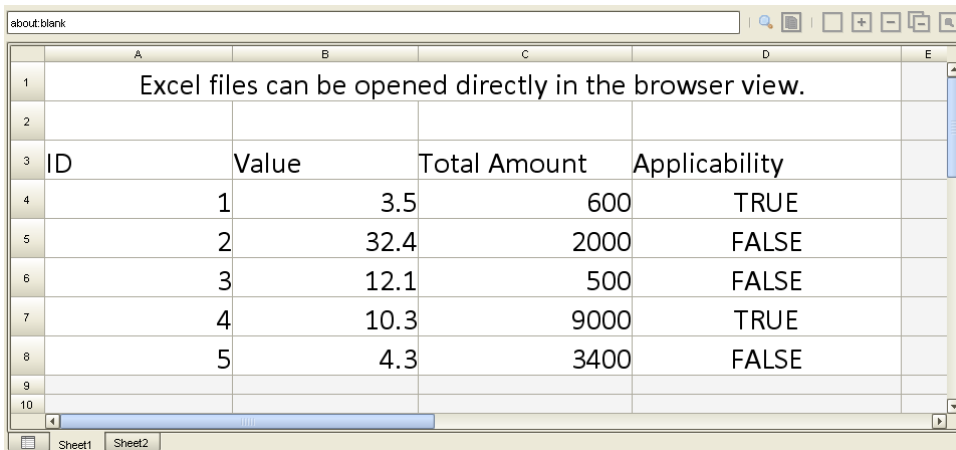 about:blank
A B C D E
1 Excel files can be opened directly in the browser view.
2
3 ID Value Total Amount Applicability
4 1 3.5 600 TRUE
5 2 32.4 2000 FALSE
6 3 12.1 500 FALSE
7 4 10.3 9000 TRUE
8 5 4.3 3400 FALSE
9
10
Sheet1 Sheet2